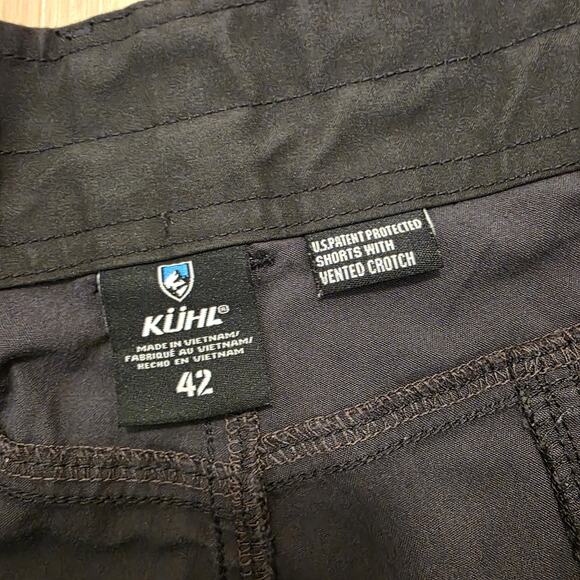 KÜHL®
MADE IN VIETNAM/
FABRIQUÉ AU VIETNAM/
HECHO EN VIETNAM
42
U.S.PATENT PROTECTED
SHORTS WITH
VENTED CROTCH